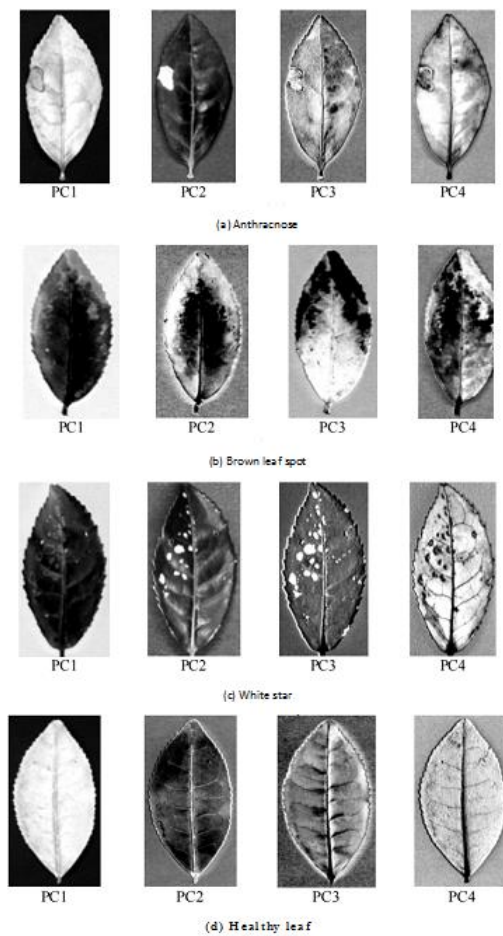 PC1 PC2 PC3 PC4
(a) Anthracnose
PC1 PC2 PC3 PC4
(b) Brown leaf spot
PC1 PC2 PC3 PC4
(c) White star
PC1 PC2 PC3 PC4
(d) Healthy leaf